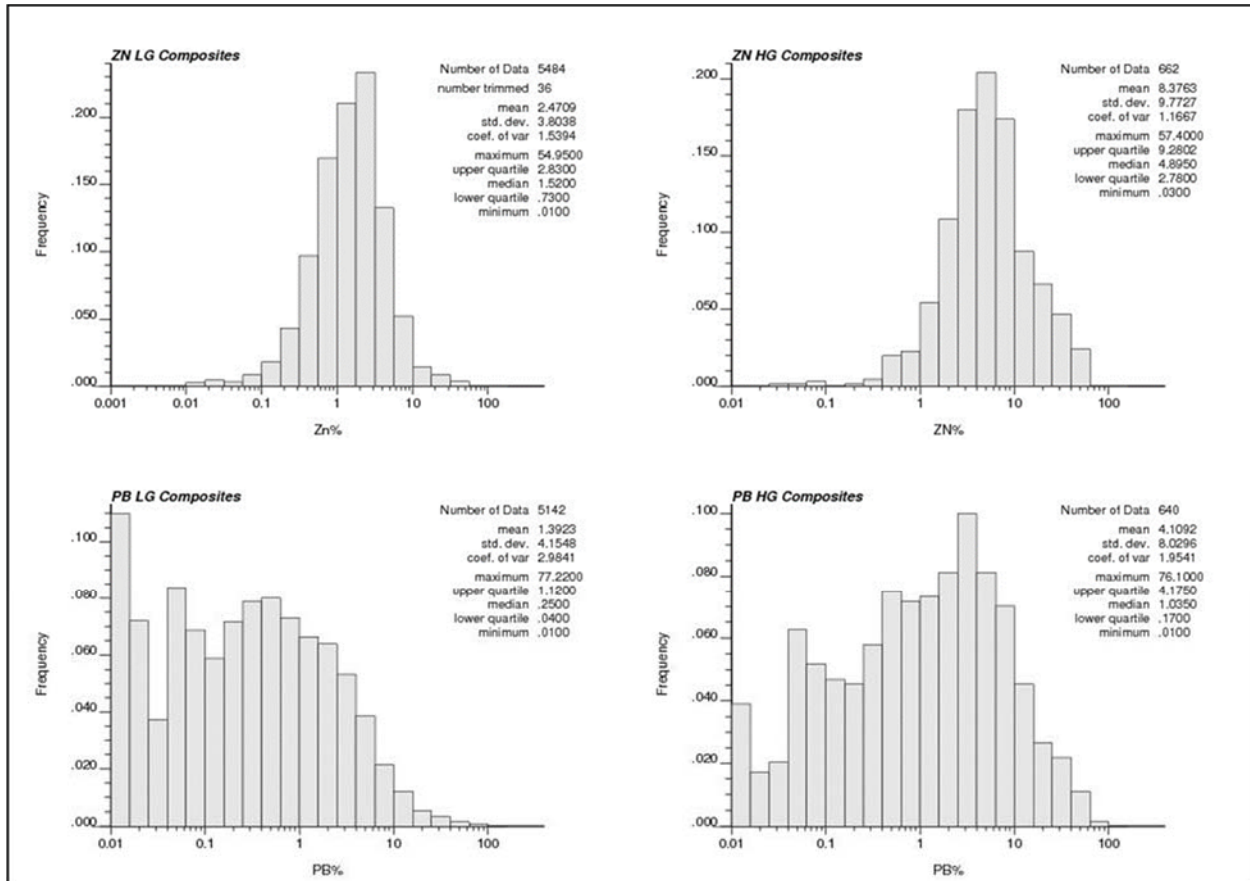 ZN LG Composites
Number of Data 5484
number trimmed 36
mean 2.4709
std. dev. 3.8038
coef. of var 1.5394
maximum 54.9500
upper quartile 2.8300
median 1.5200
lower quartile .7300
minimum .0100
Frequency
.200
.150
.100
.050
.000
0.001 0.01 0.1 1 10 100
Zn%
ZN HG Composites
Number of Data 662
mean 8.3763
std. dev. 9.7727
coef. of var 1.1667
maximum 57.4000
upper quartile 9.2802
median 4.8950
lower quartile 2.7800
minimum .0300
Frequency
.200
.150
.100
.050
.000
0.01 0.1 1 10 100
ZN%
PB LG Composites
Number of Data 5142
mean 1.3923
std. dev. 4.1548
coef. of var 2.9841
maximum 77.2200
upper quartile 1.1200
median .2500
lower quartile .0400
minimum .0100
Frequency
.100
.080
.060
.040
.020
.000
0.01 0.1 1 10 100
PB%
PB HG Composites
Number of Data 640
mean 4.1092
std. dev. 8.0296
coef. of var 1.9541
maximum 76.1000
upper quartile 4.1750
median 1.0350
lower quartile .1700
minimum .0100
Frequency
.100
.080
.060
.040
.020
.000
0.01 0.1 1 10 100
PB%